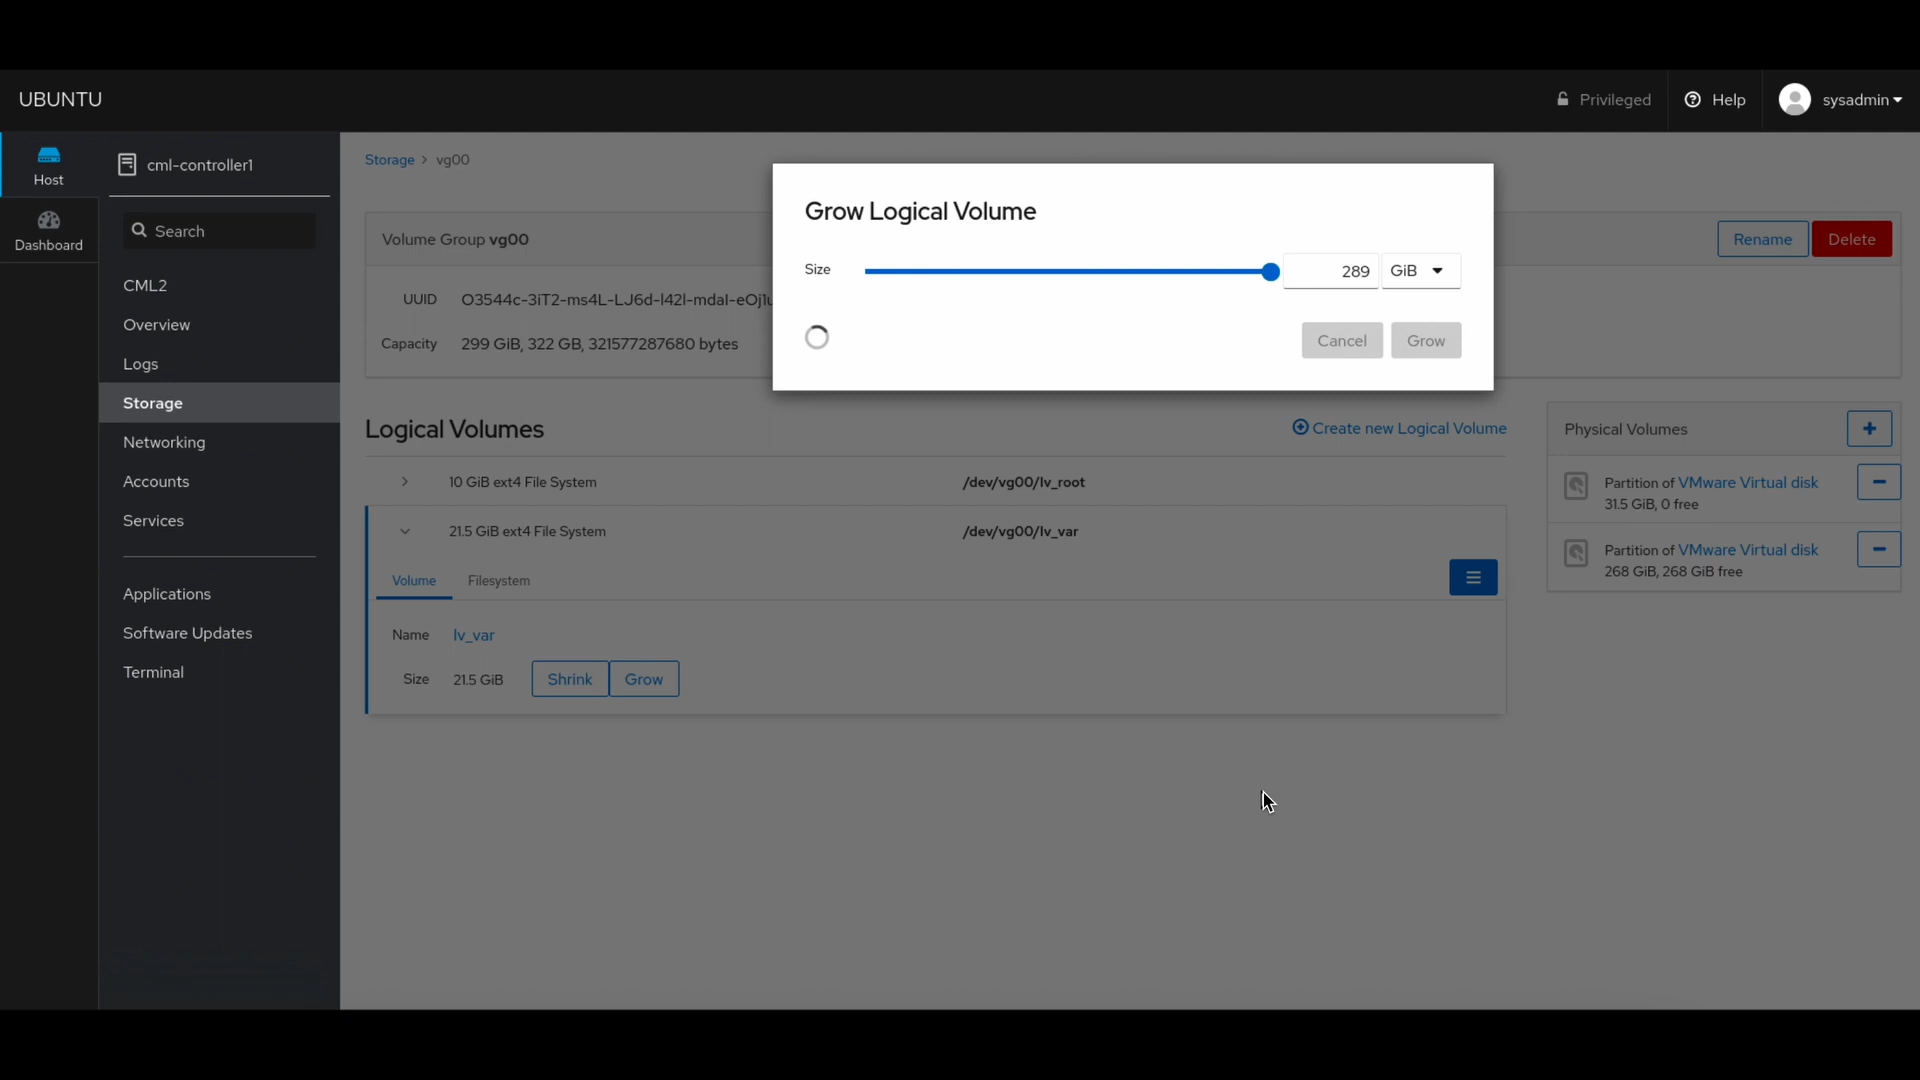 UBUNTU
Privileged
Help
sysadmin
Host
Dashboard
cml-controller1
Search
CML2
Overview
Logs
Storage
Networking
Accounts
Services
Applications
Software Updates
Terminal
Storage > vg00
Volume Group vg00
Rename
Delete
UUID
Capacity 299 GiB, 322 GB, 321577287680 bytes
Grow Logical Volume
Size 289 GiB
Cancel
Grow
Logical Volumes
Create new Logical Volume
10 GiB ext4 File System /dev/vg00/lv_root
21.5 GiB ext4 File System /dev/vg00/lv_var
Volume Filesystem
Name lv_var
Size 21.5 GiB Shrink Grow
Physical Volumes
Partition of VMware Virtual disk
31.5 GiB, 0 free
Partition of VMware Virtual disk
268 GiB, 268 GiB free